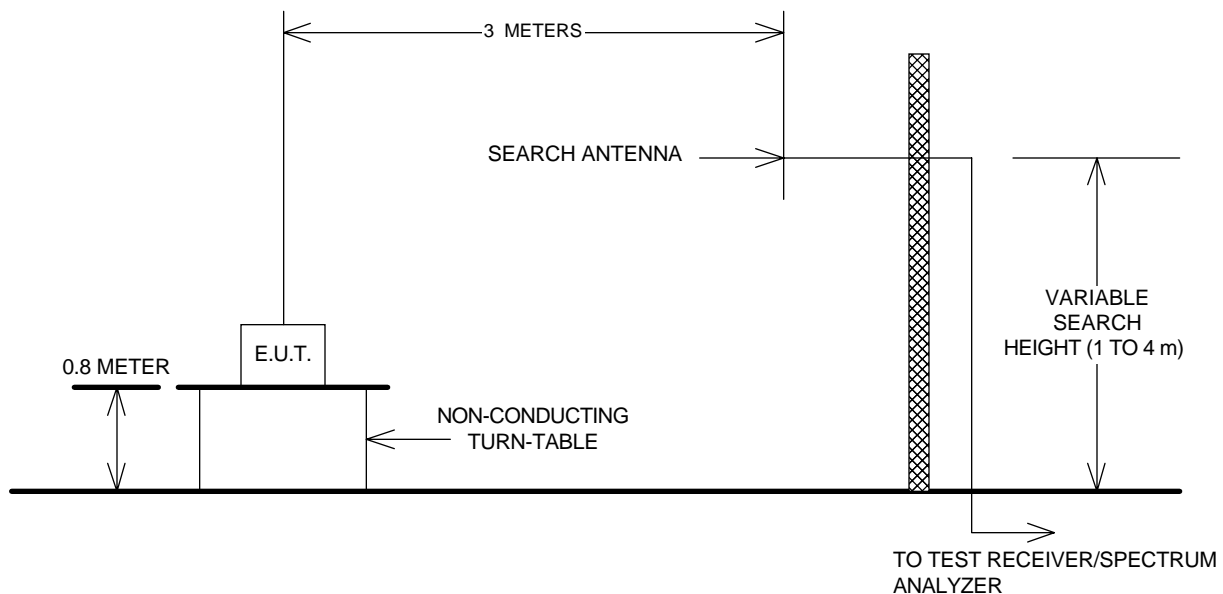 3 METERS
SEARCH ANTENNA
E.U.T.
0.8 METER
NON-CONDUCTING
TURN-TABLE
VARIABLE
SEARCH
HEIGHT (1 TO 4 m)
TO TEST RECEIVER/SPECTRUM
ANALYZER